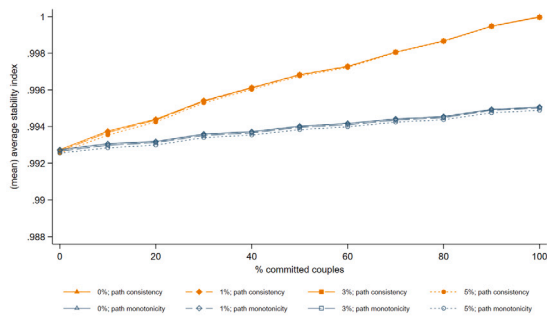 (mean) average stability index
1
.998
.996
.994
.992
.99
.988
0 20 40 60 80 100
% committed couples
0%; path consistency 1%; path consistency 3%; path consistency 5%; path consistency
0%; path monotonicity 1%; path monotonicity 3%; path monotonicity 5%; path monotonicity